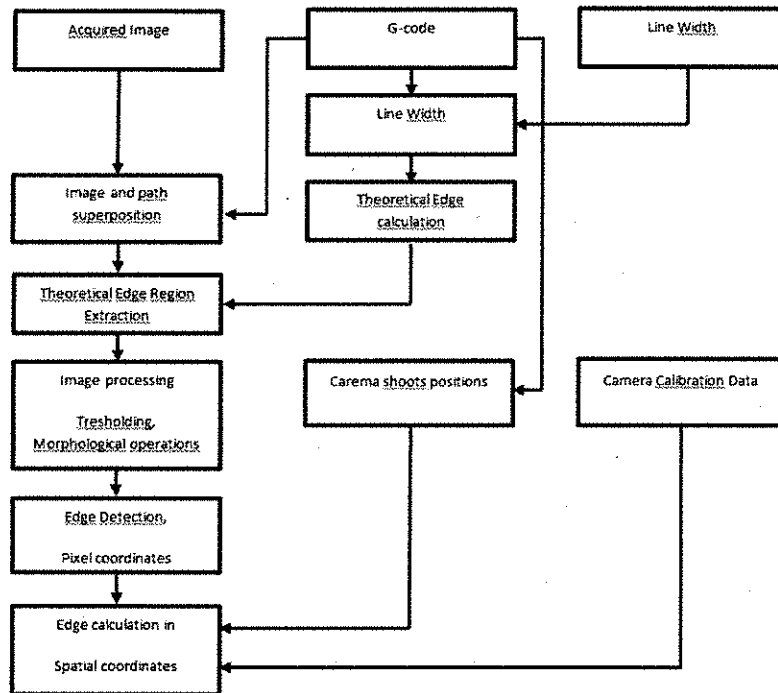 Acquired Image
G-code
Line Width
Line Width
Image and path
superposition
Theoretical Edge
calculation
Theoretical Edge Region
Extraction
Image processing
Tresholding,
Morphological operations
Carema shoots positions
Camera Calibration Data
Edge Detection,
Pixel coordinates
Edge calculation in
Spatial coordinates